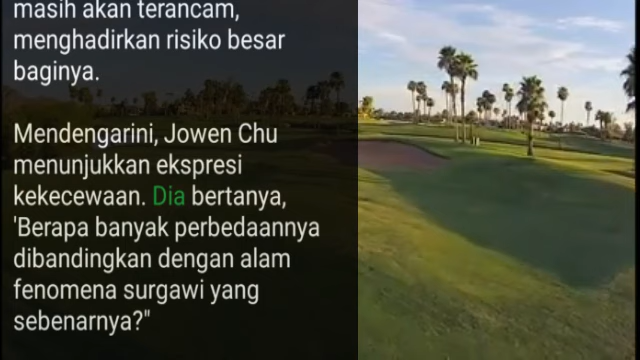 masih akan terancam,
menghadirkan risiko besar
baginya.
Mendengarini, Jowen Chu
menunjukkan ekspresi
kekecewaan. Dia bertanya,
'Berapa banyak perbedaannya
dibandingkan dengan alam
fenomena surgawi yang
sebenarnya?"